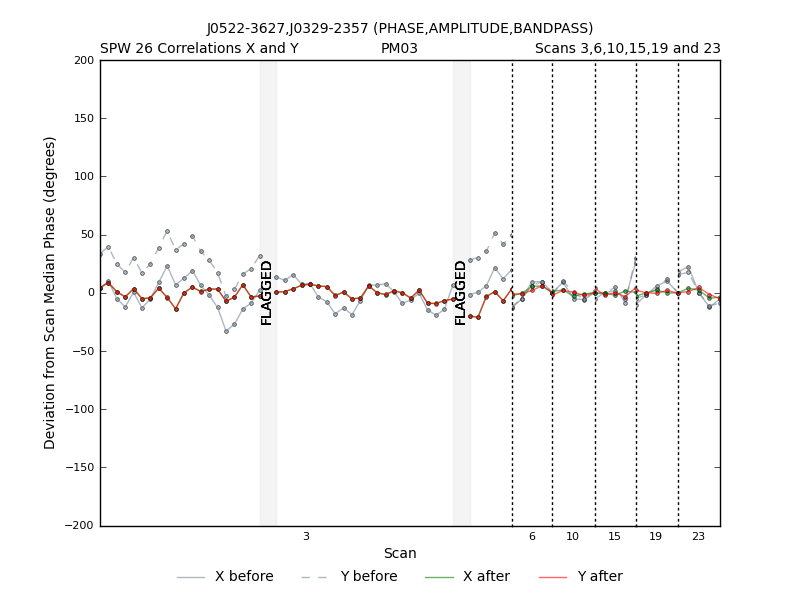 J0522-3627,J0329-2357 (PHASE,AMPLITUDE,BANDPASS)
SPW 26 Correlations X and Y PM03 Scans 3,6,10,15,19 and 23
Deviation from Scan Median Phase (degrees)
200
150
100
50
0
−50
−100
−150
−200
FLAGGED
FLAGGED
3 6 10 15 19 23
Scan
X before Y before X after Y after